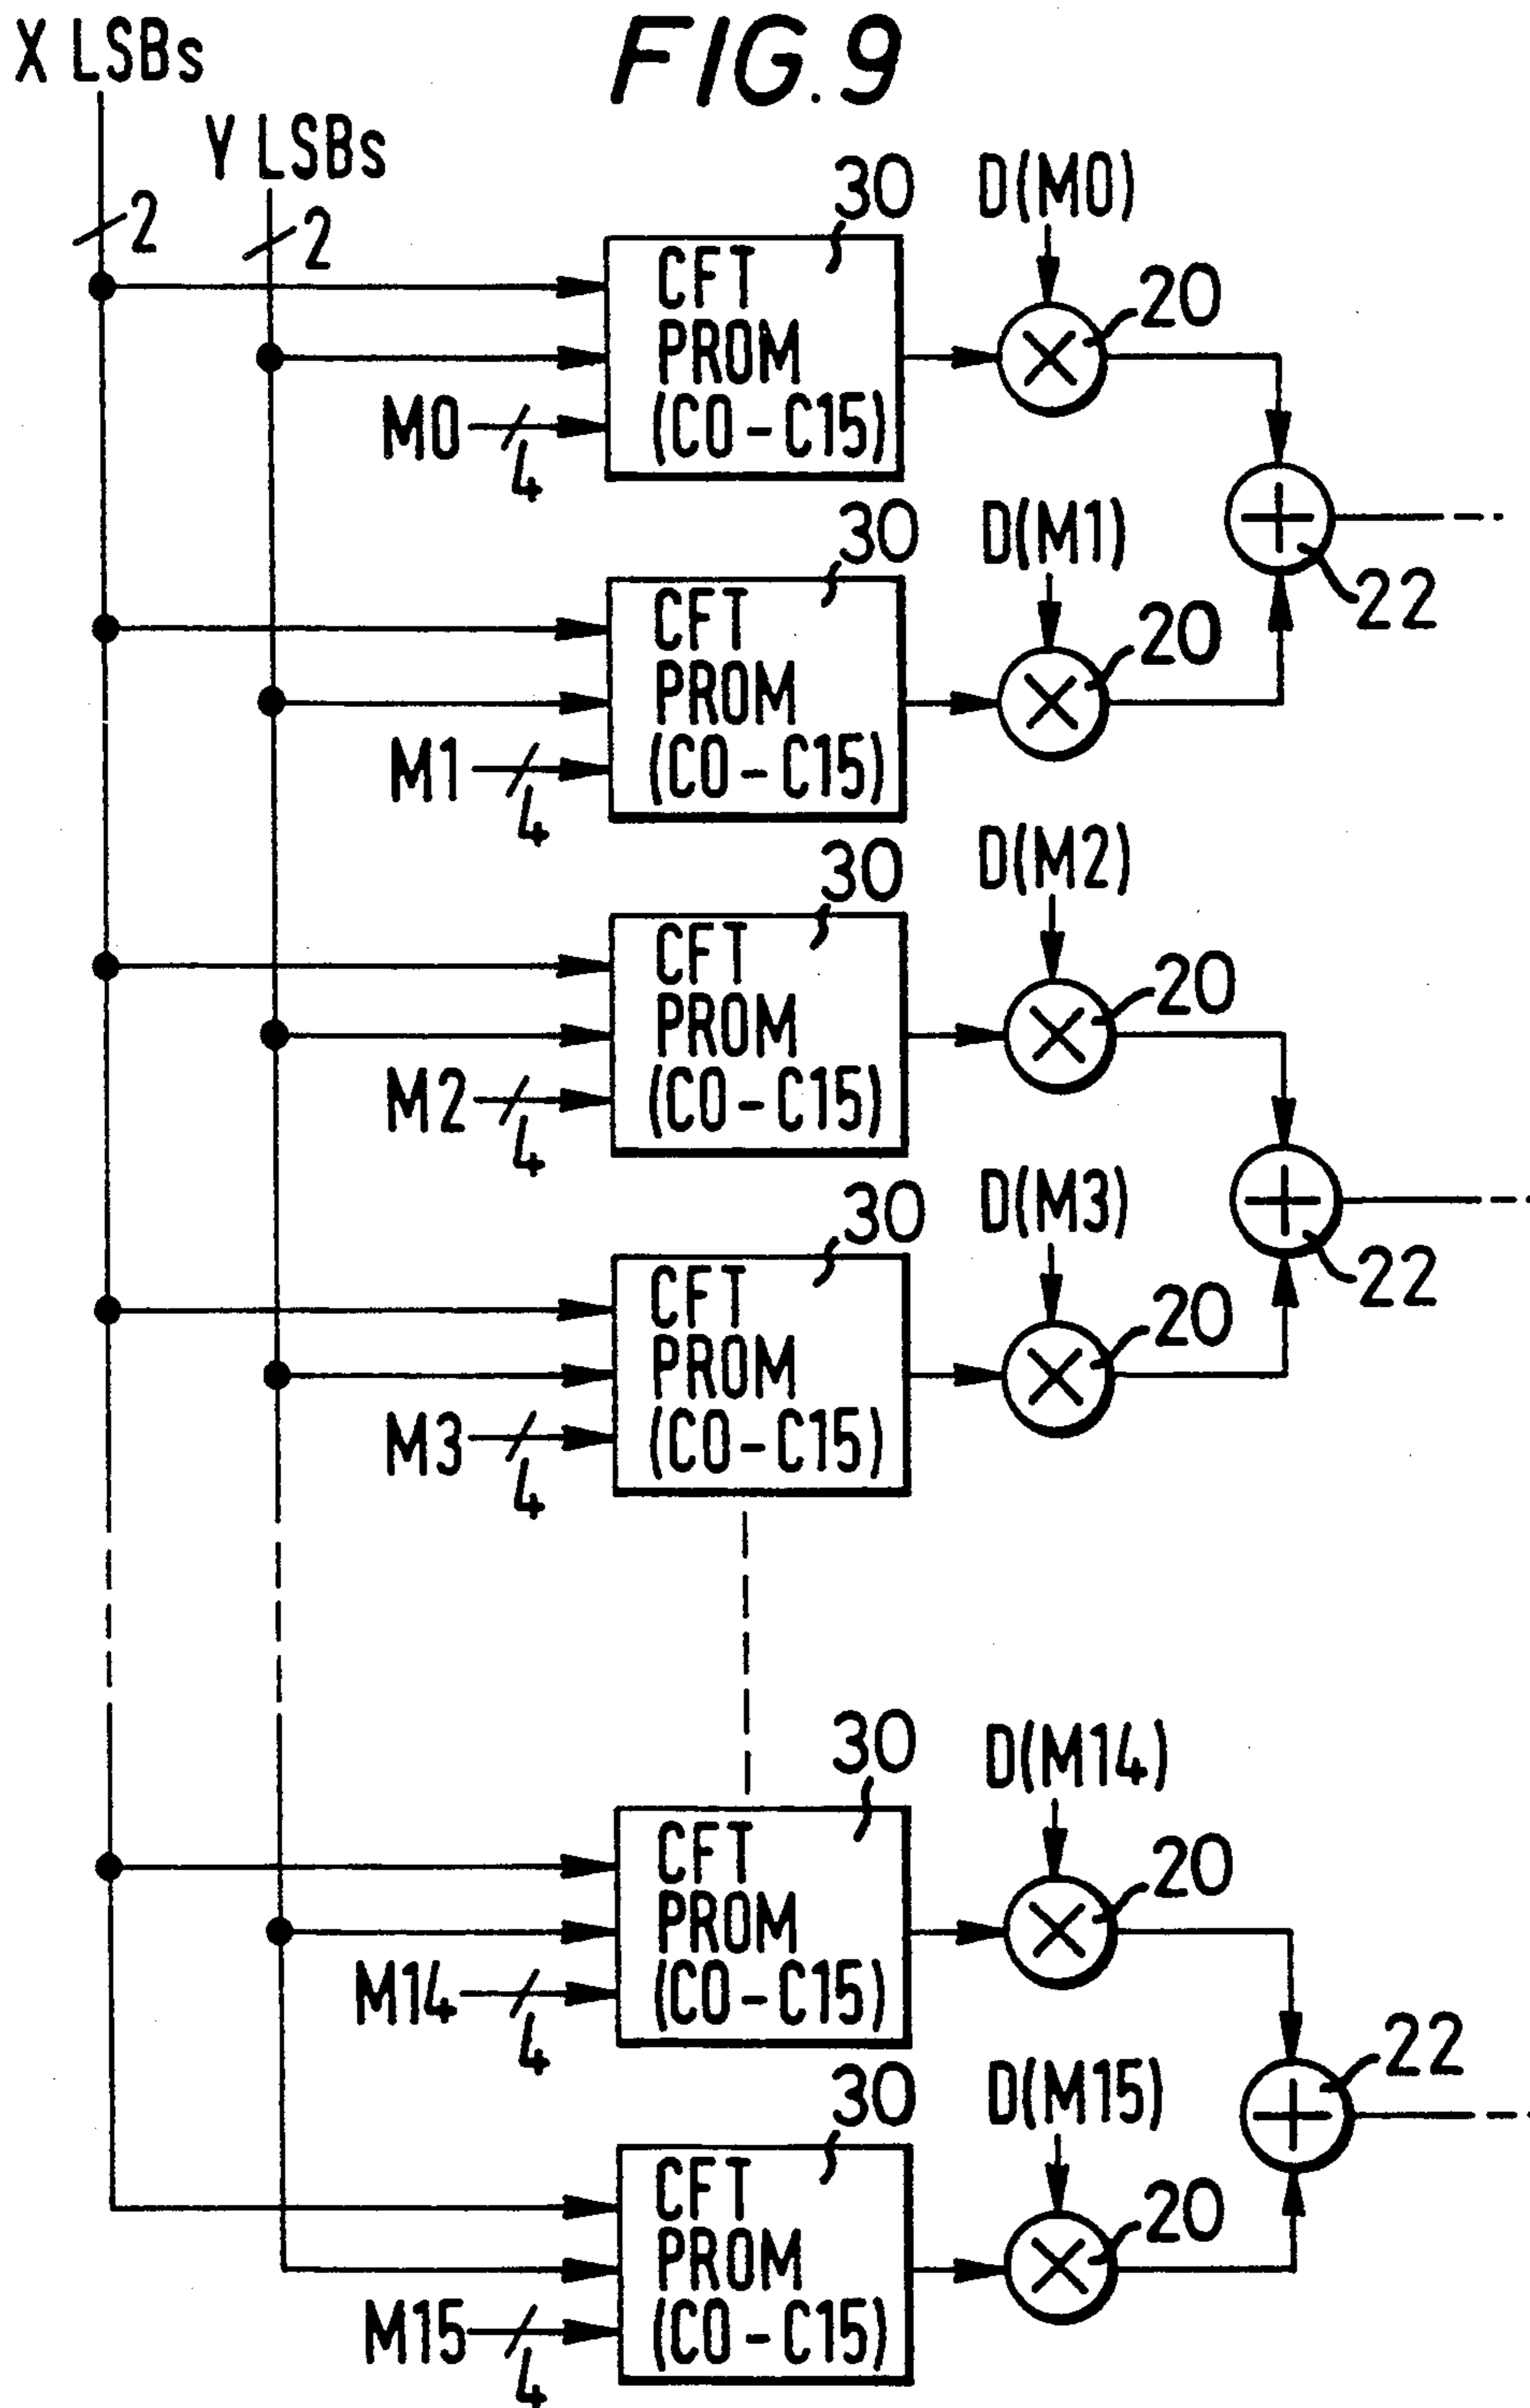 FIG.9
X LSBs
Y LSBs
2
2
30
D(M0)
CFT
PROM
(C0-C15)
20
M0
4
22
30
D(M1)
CFT
PROM
(C0-C15)
20
M1
4
30
D(M2)
CFT
PROM
(C0-C15)
20
M2
4
22
30
D(M3)
CFT
PROM
(C0-C15)
20
M3
4
30
D(M14)
CFT
PROM
(C0-C15)
20
M14
4
22
30
D(M15)
CFT
PROM
(C0-C15)
20
M15
4